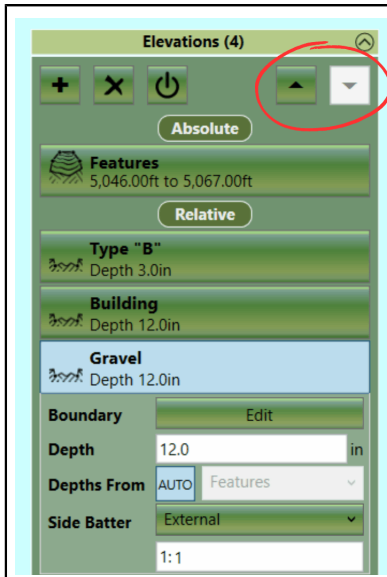 Elevations (4)
Absolute
Features
5,046.00ft to 5,067.00ft
Relative
Type "B"
Depth 3.0in
Building
Depth 12.0in
Gravel
Depth 12.0in
Boundary Edit
Depth 12.0 in
Depths From AUTO Features
Side Batter External
1: 1